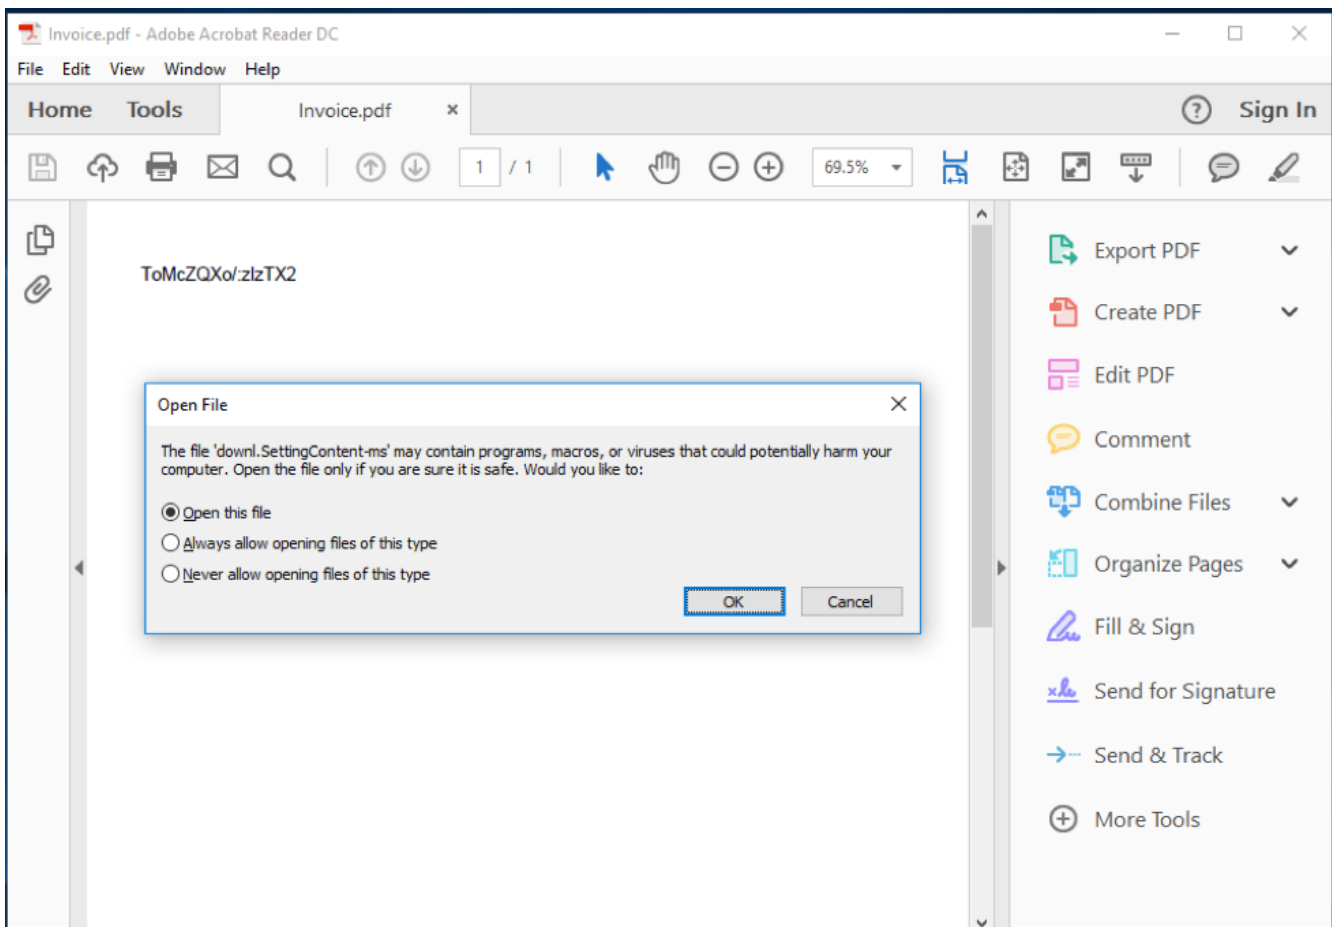 Invoice.pdf - Adobe Acrobat Reader DC
File Edit View Window Help
Home Tools Invoice.pdf × ? Sign In
1 / 1 69.5%
ToMcZQXo/:zIzTX2
Open File
The file 'downl.SettingContent-ms' may contain programs, macros, or viruses that could potentially harm your
computer. Open the file only if you are sure it is safe. Would you like to:
Open this file
Always allow opening files of this type
Never allow opening files of this type
OK Cancel
Export PDF
Create PDF
Edit PDF
Comment
Combine Files
Organize Pages
Fill & Sign
Send for Signature
Send & Track
More Tools